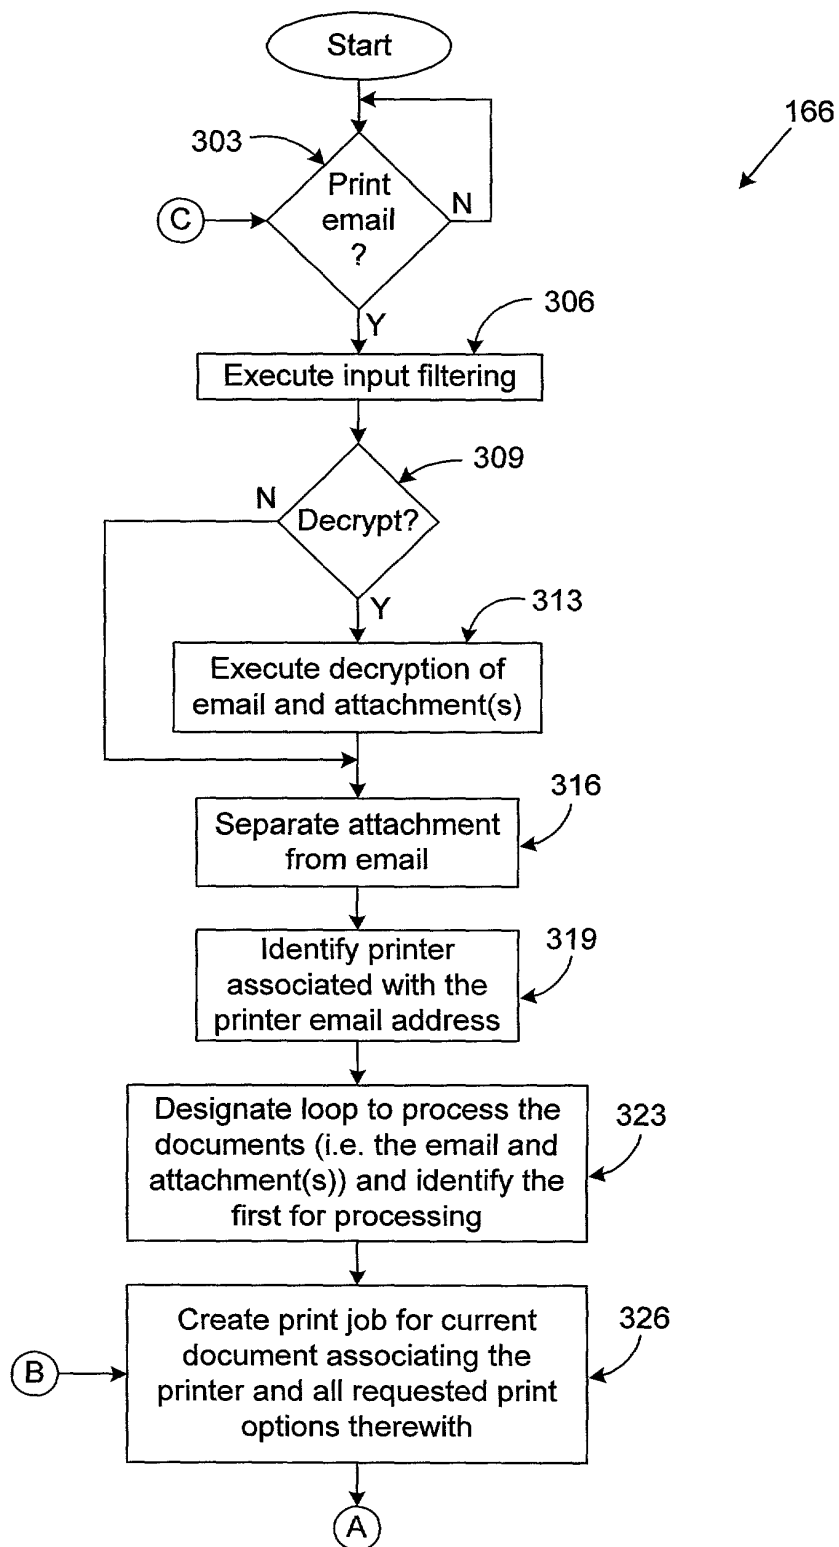 Start
166
303
Print
email
?
N
C
Y
306
Execute input filtering
309
N
Decrypt?
Y
313
Execute decryption of
email and attachment(s)
316
Separate attachment
from email
319
Identify printer
associated with the
printer email address
Designate loop to process the
documents (i.e. the email and
attachment(s)) and identify the
first for processing
323
Create print job for current
document associating the
printer and all requested print
options therewith
326
B
A